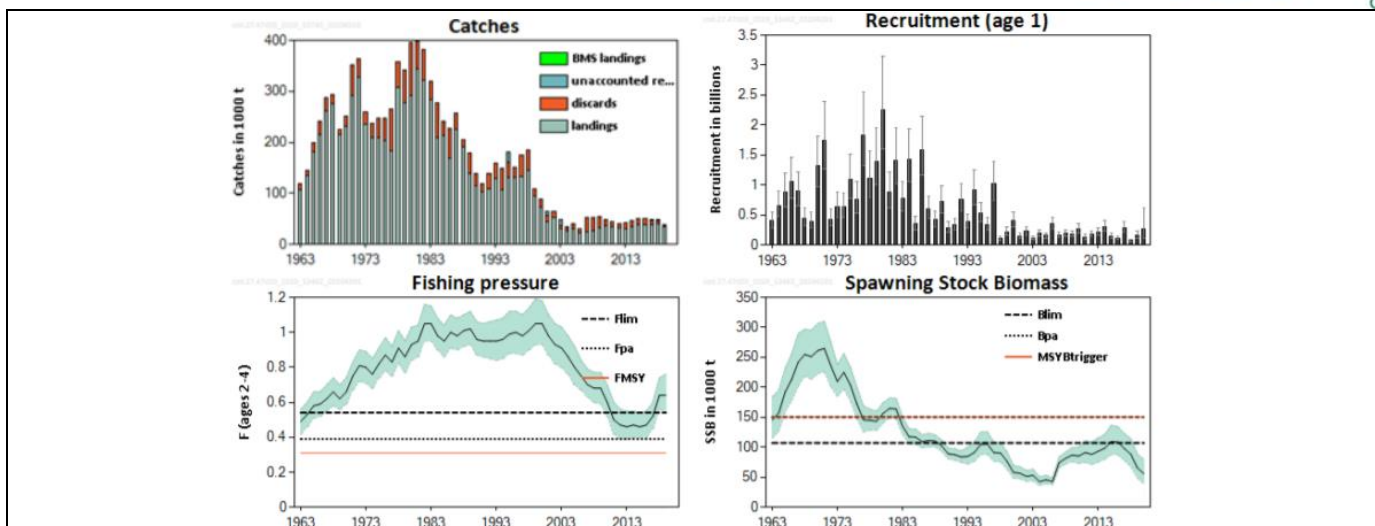 Catches
Catches in 1000 t
400
300
200
100
0
1963
1973
1983
1993
2003
2013
BMS landings
unaccounted re...
discards
landings
Recruitment (age 1)
Recruitment in billions
3.5
3
2.5
2
1.5
1
0.5
0
1963
1973
1983
1993
2003
2013
Fishing pressure
F (ages 2-4)
1.2
1
0.8
0.6
0.4
0.2
0
1963
1973
1983
1993
2003
2013
Flim
Fpa
FMSY
Spawning Stock Biomass
SSB in 1000 t
350
300
250
200
150
100
50
0
1963
1973
1983
1993
2003
2013
Blim
Bpa
MSYBtrigger